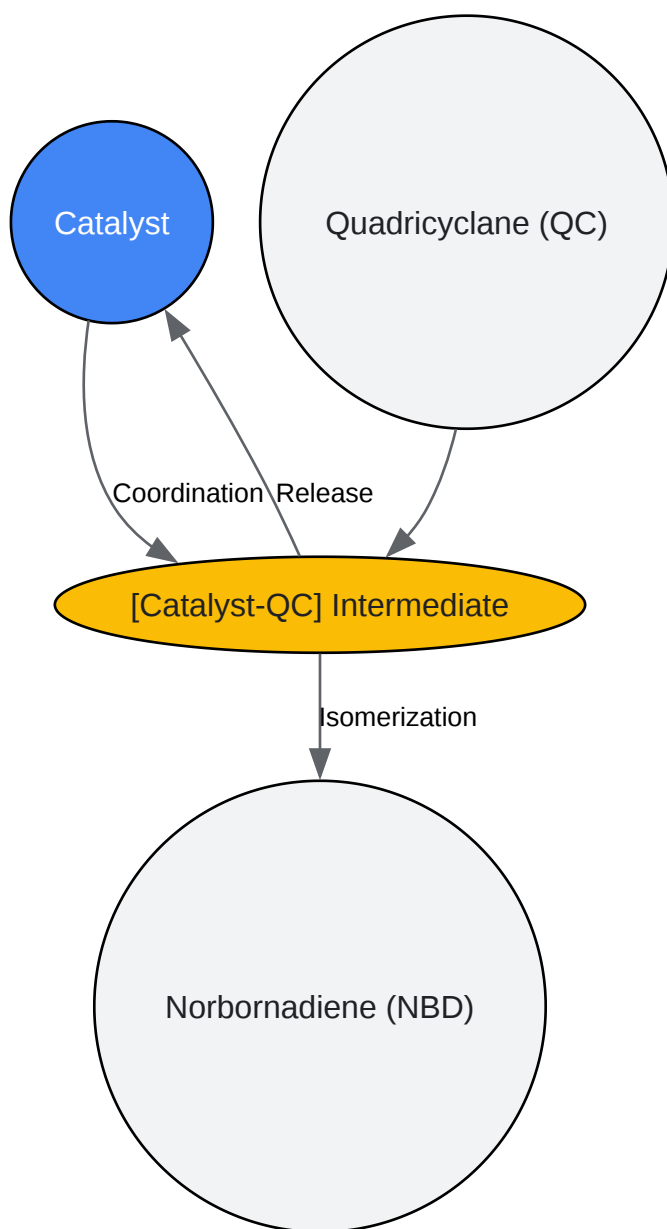 Catalyst
Quadricyclane (QC)
Coordination
Release
[Catalyst-QC] Intermediate
Isomerization
Norbornadiene (NBD)